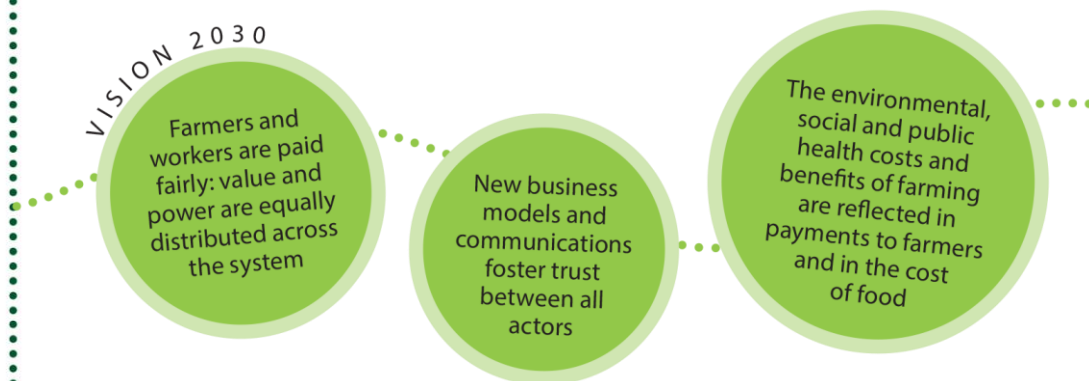 VISION 2030
Farmers and
workers are paid
fairly: value and
power are equally
distributed across
the system
New business
models and
communications
foster trust
between all
actors
The environmental,
social and public
health costs and
benefits of farming
are reflected in
payments to farmers
and in the cost
of food